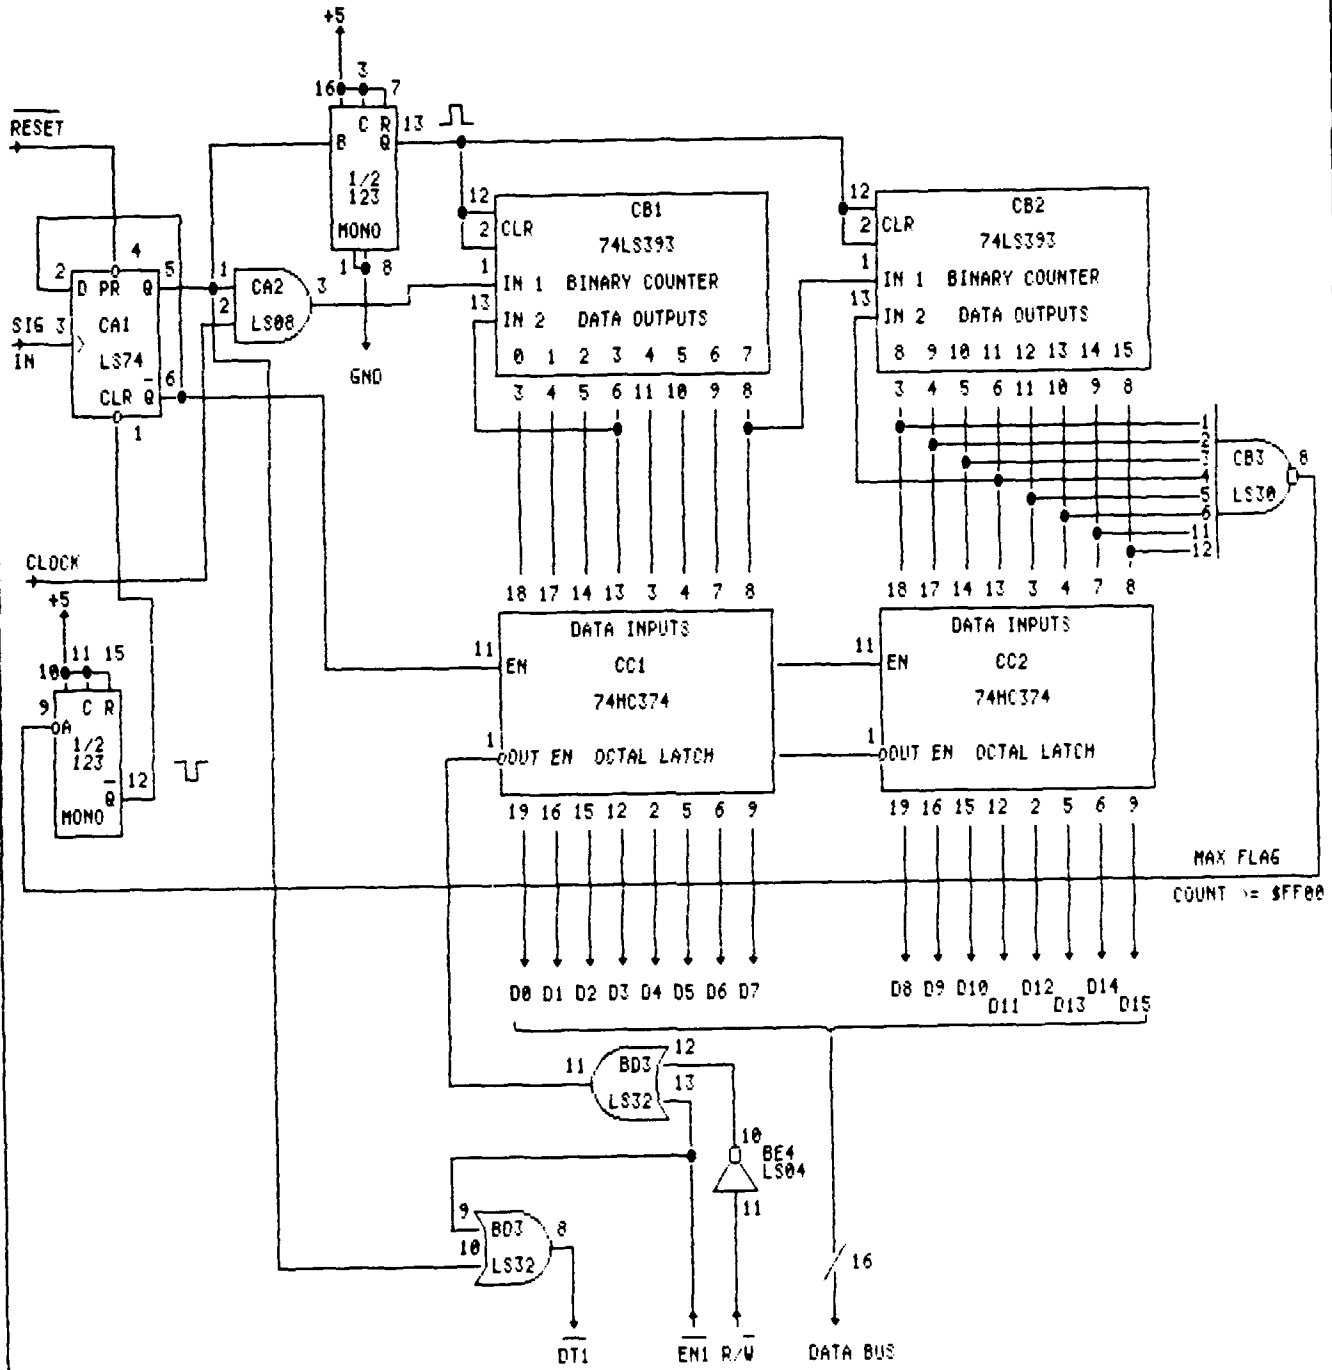 +5
3
16 7
RESET
C R 13
B Q
1/2
123
MONO
1 8
GND
4
2 5
D PR Q
SIG 3 CA1
IN LS74
6
CLR Q
1
1
CA2 3
2
LS08
12 CB1
2 CLR
74LS393
1
IN 1 BINARY COUNTER
13
IN 2 DATA OUTPUTS
0 1 2 3 4 5 6 7
3 4 5 6 11 10 9 8
12 CB2
2 CLR
74LS393
1
IN 1 BINARY COUNTER
13
IN 2 DATA OUTPUTS
8 9 10 11 12 13 14 15
3 4 5 6 11 10 9 8
1
2
3
4
5
6
11
12
CB3 8
LS30
CLOCK
+5
11 15
10
9 C R
A
1/2
123
12
Q
MONO
18 17 14 13 3 4 7 8
DATA INPUTS
11 EN CC1
74HC374
1
OUT EN OCTAL LATCH
19 16 15 12 2 5 6 9
18 17 14 13 3 4 7 8
DATA INPUTS
11 EN CC2
74HC374
1
OUT EN OCTAL LATCH
19 16 15 12 2 5 6 9
MAX FLAG
COUNT >= $FF00
D0 D1 D2 D3 D4 D5 D6 D7
D8 D9 D10 D11 D12 D13 D14 D15
11 BD3 12
LS32 13
10 BE4
LS04
11
9 BD3 8
10 LS32
16
DT1 EN1 R/W DATA BUS